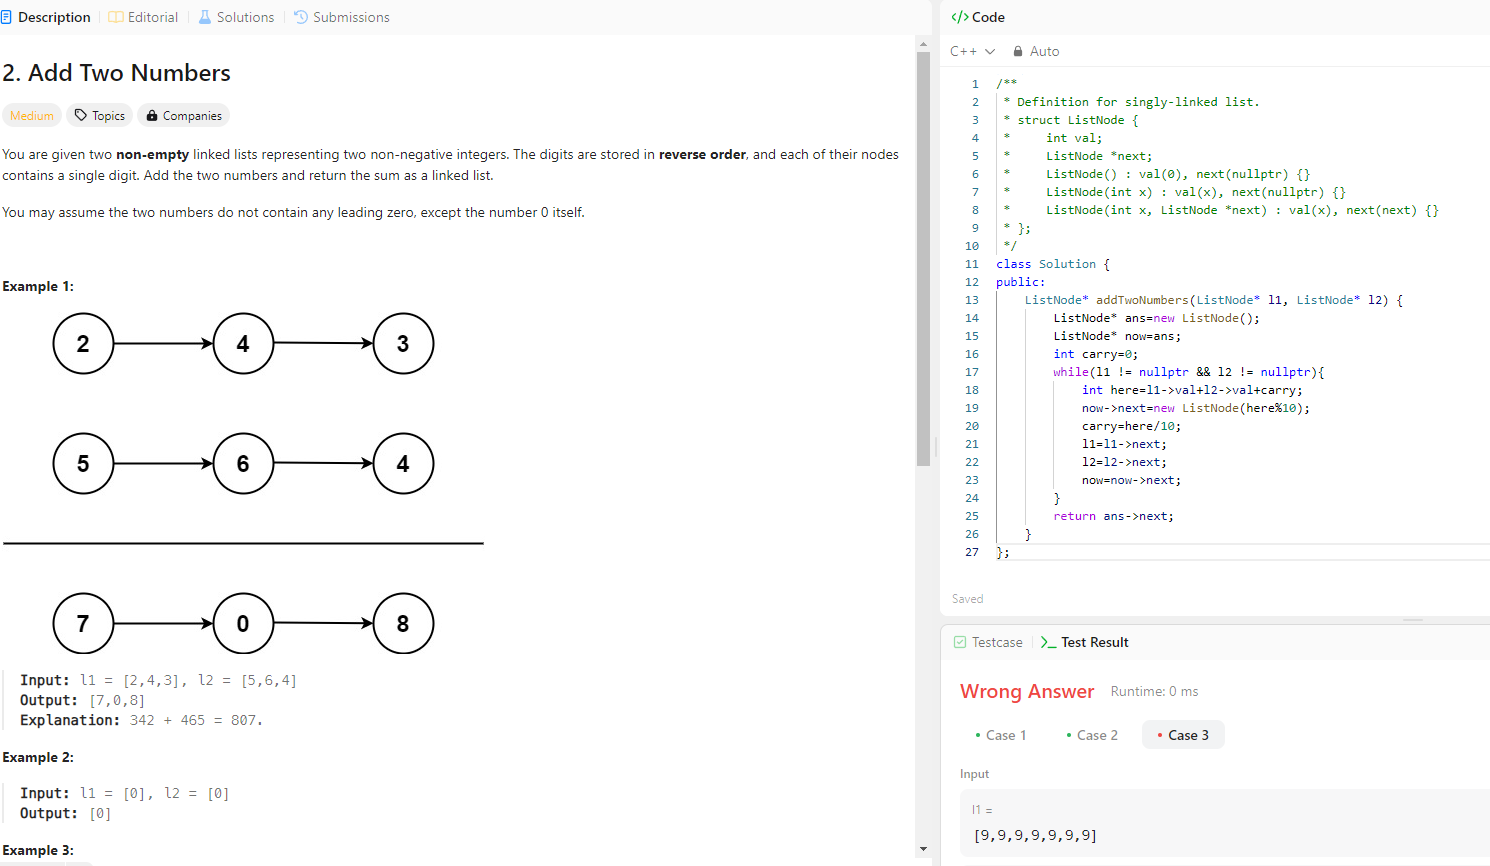 Description
Editorial
Solutions
Submissions
2. Add Two Numbers
Medium
Topics
Companies
You are given two non-empty linked lists representing two non-negative integers. The digits are stored in reverse order, and each of their nodes
contains a single digit. Add the two numbers and return the sum as a linked list.
You may assume the two numbers do not contain any leading zero, except the number 0 itself.
Example 1:
2 4 3
5 6 4
7 0 8
Input: l1 = [2,4,3], l2 = [5,6,4]
Output: [7,0,8]
Explanation: 342 + 465 = 807.
Example 2:
Input: l1 = [0], l2 = [0]
Output: [0]
Example 3:
</> Code
C++
Auto
1 /**
2 * Definition for singly-linked list.
3 * struct ListNode {
4 *     int val;
5 *     ListNode *next;
6 *     ListNode() : val(0), next(nullptr) {}
7 *     ListNode(int x) : val(x), next(nullptr) {}
8 *     ListNode(int x, ListNode *next) : val(x), next(next) {}
9 * };
10 */
11 class Solution {
12 public:
13     ListNode* addTwoNumbers(ListNode* l1, ListNode* l2) {
14         ListNode* ans=new ListNode();
15         ListNode* now=ans;
16         int carry=0;
17         while(l1 != nullptr && l2 != nullptr){
18             int here=l1->val+l2->val+carry;
19             now->next=new ListNode(here%10);
20             carry=here/10;
21             l1=l1->next;
22             l2=l2->next;
23             now=now->next;
24         }
25         return ans->next;
26     }
27 };
Saved
Testcase
>_ Test Result
Wrong Answer Runtime: 0 ms
• Case 1 • Case 2 • Case 3
Input
l1 =
[9,9,9,9,9,9,9]